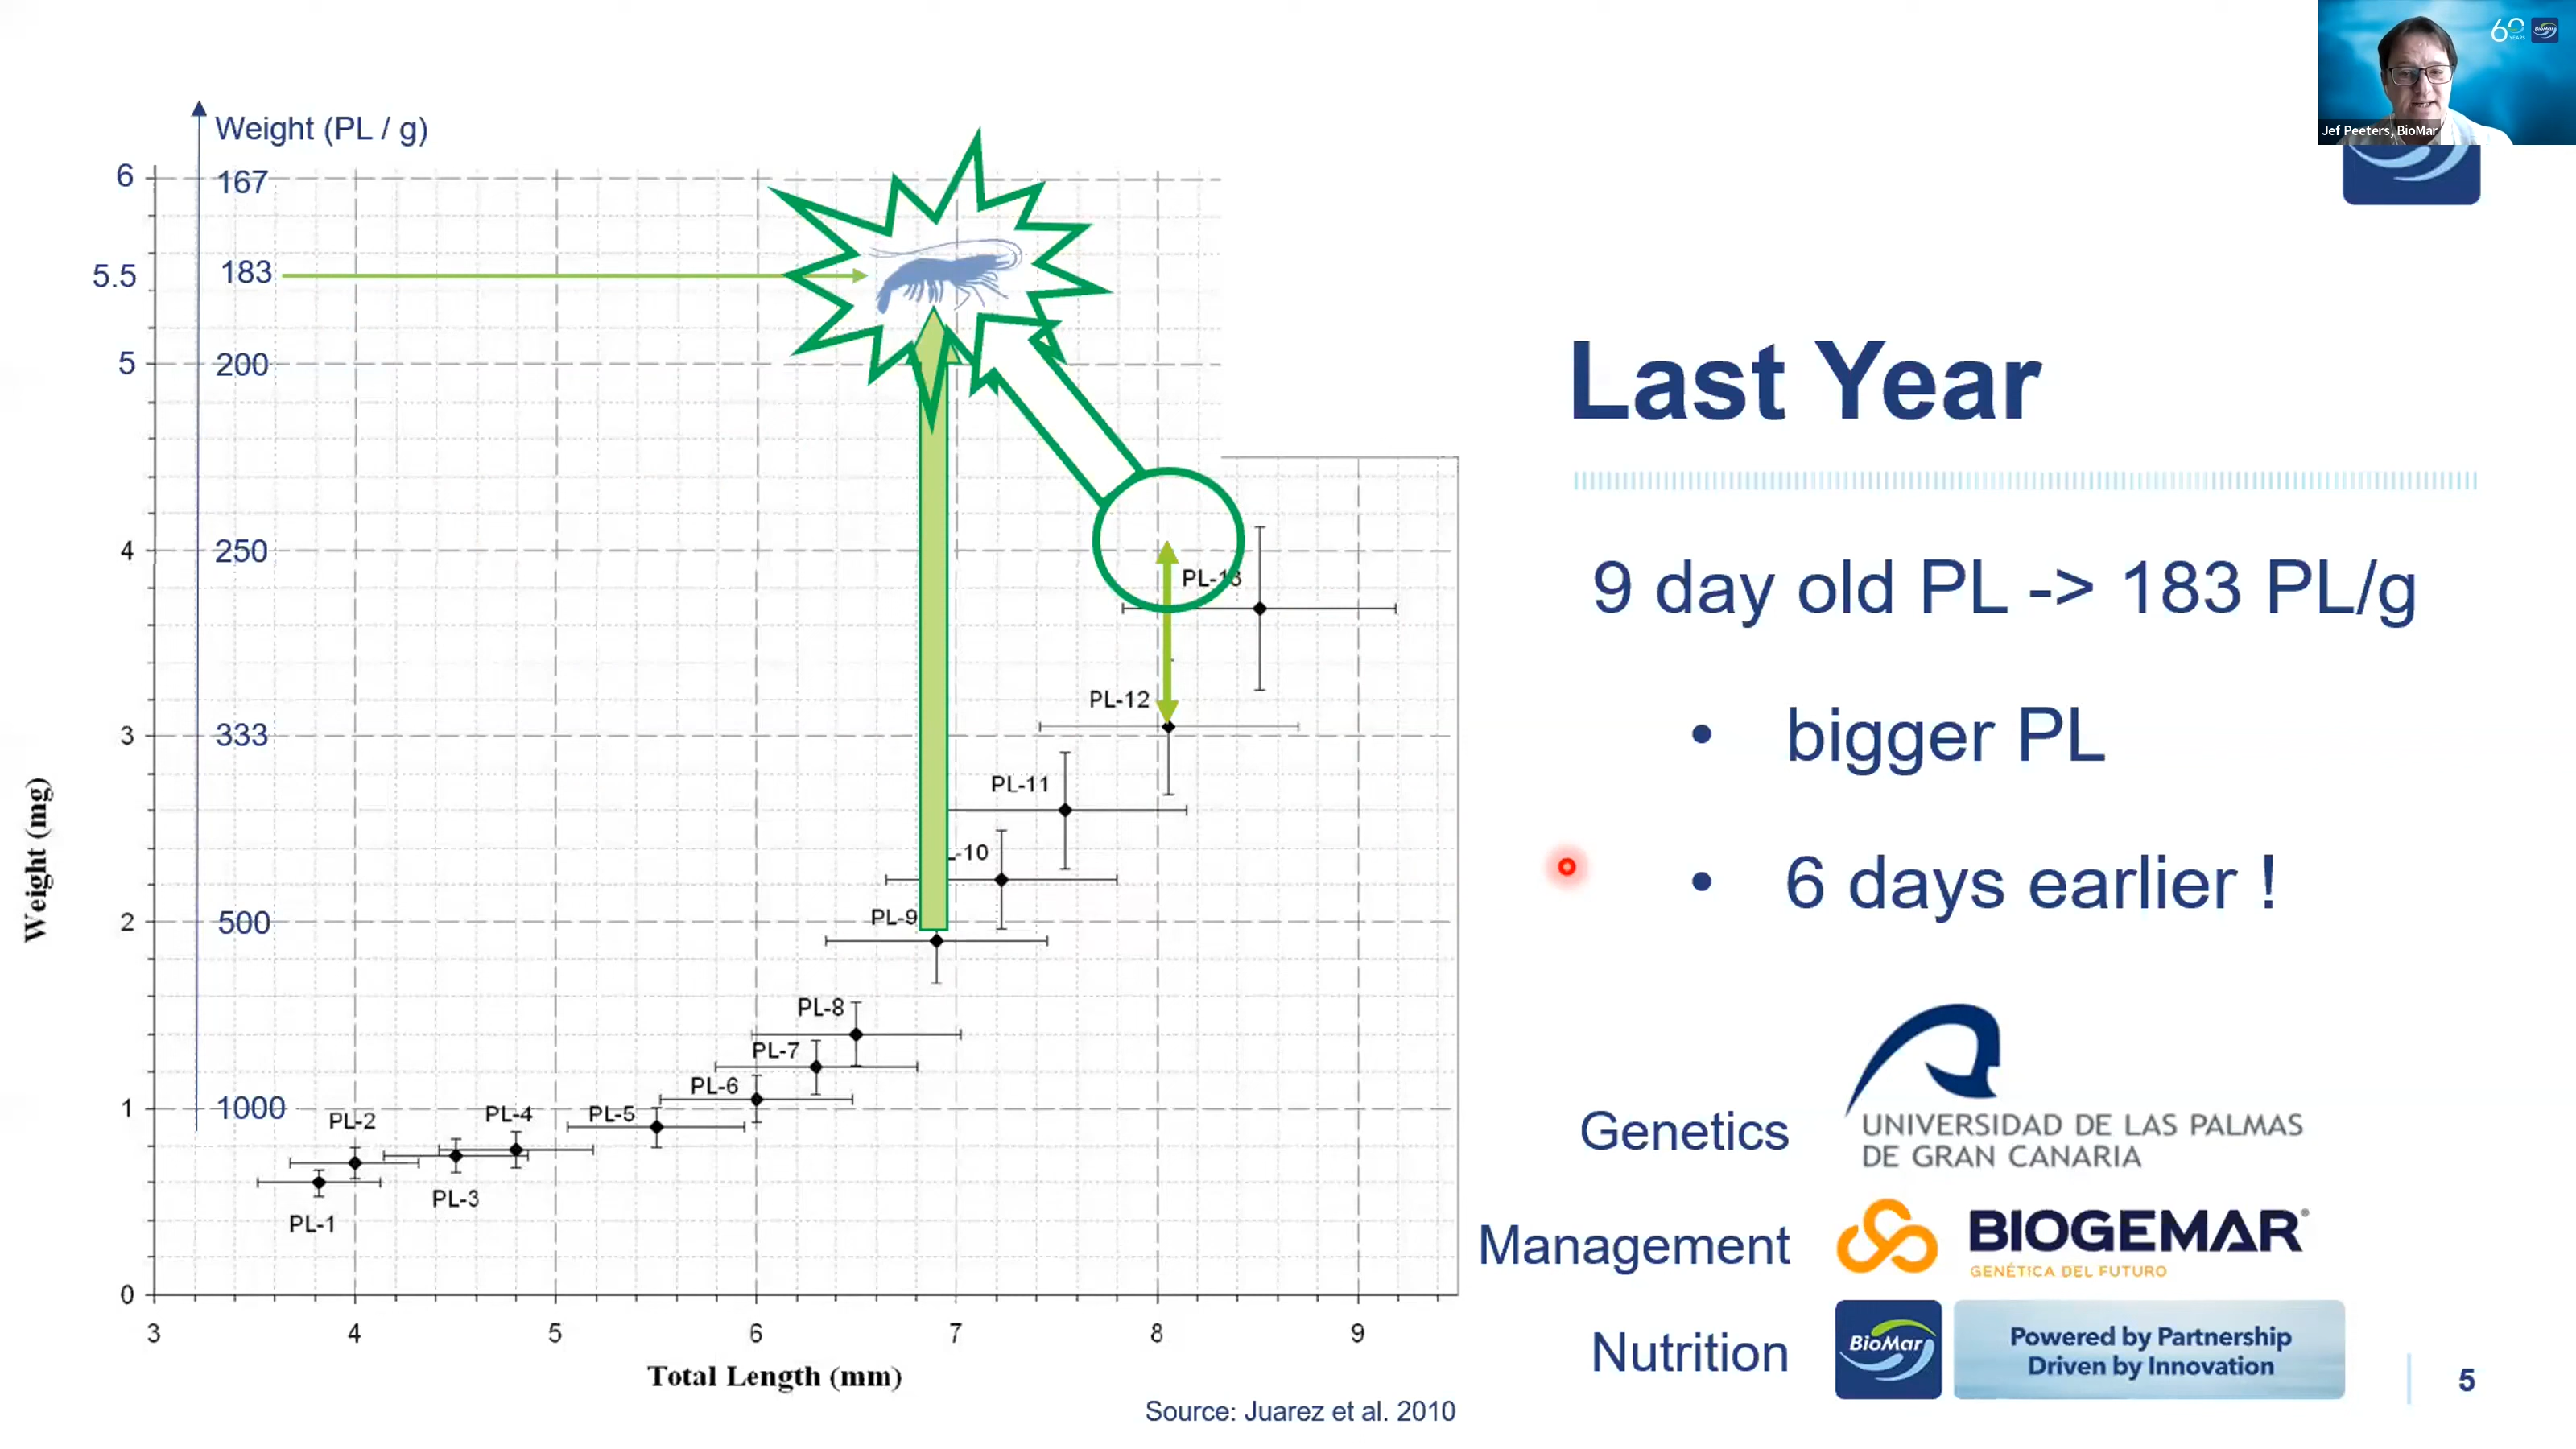 60
YEARS
BioMar
Jef Peeters, BioMar
Weight (PL / g)
6
167
5.5
183
5
200
4
250
3
333
2
500
1
1000
0
PL-13
PL-12
PL-11
-10
PL-9
PL-8
PL-7
PL-6
PL-5
PL-4
PL-3
PL-2
PL-1
Weight (mg)
3 4 5 6 7 8 9
Total Length (mm)
Source: Juarez et al. 2010
Last Year
9 day old PL -> 183 PL/g
• bigger PL
• 6 days earlier !
Genetics
UNIVERSIDAD DE LAS PALMAS
DE GRAN CANARIA
Management
BIOGEMAR®
GENÉTICA DEL FUTURO
Nutrition
BioMar
Powered by Partnership
Driven by Innovation
5